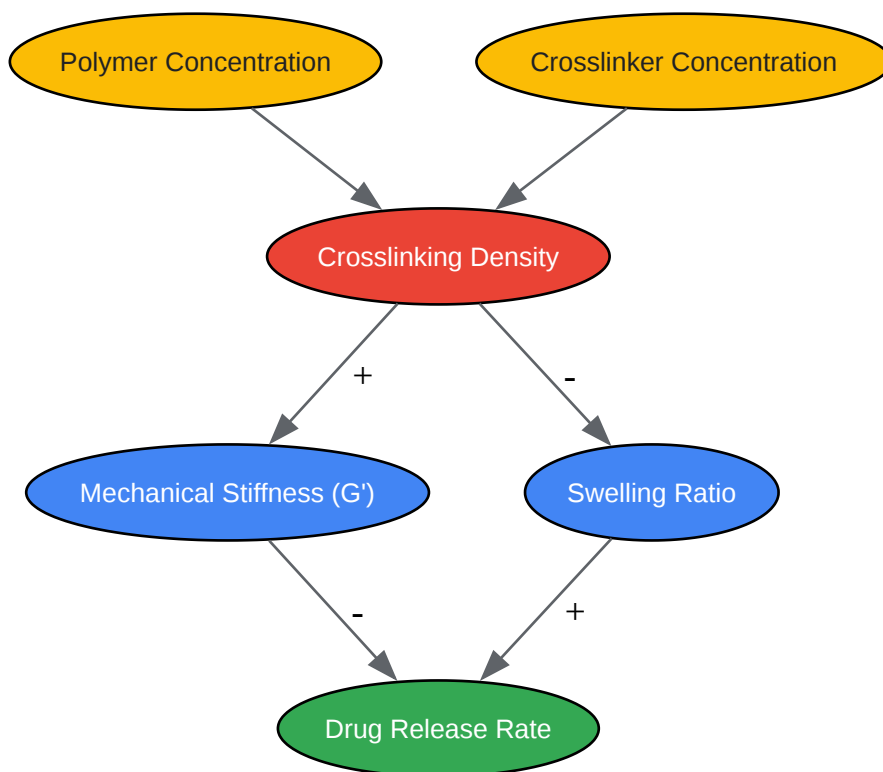 Polymer Concentration
Crosslinker Concentration
Crosslinking Density
+
-
Mechanical Stiffness (G')
Swelling Ratio
-
+
Drug Release Rate